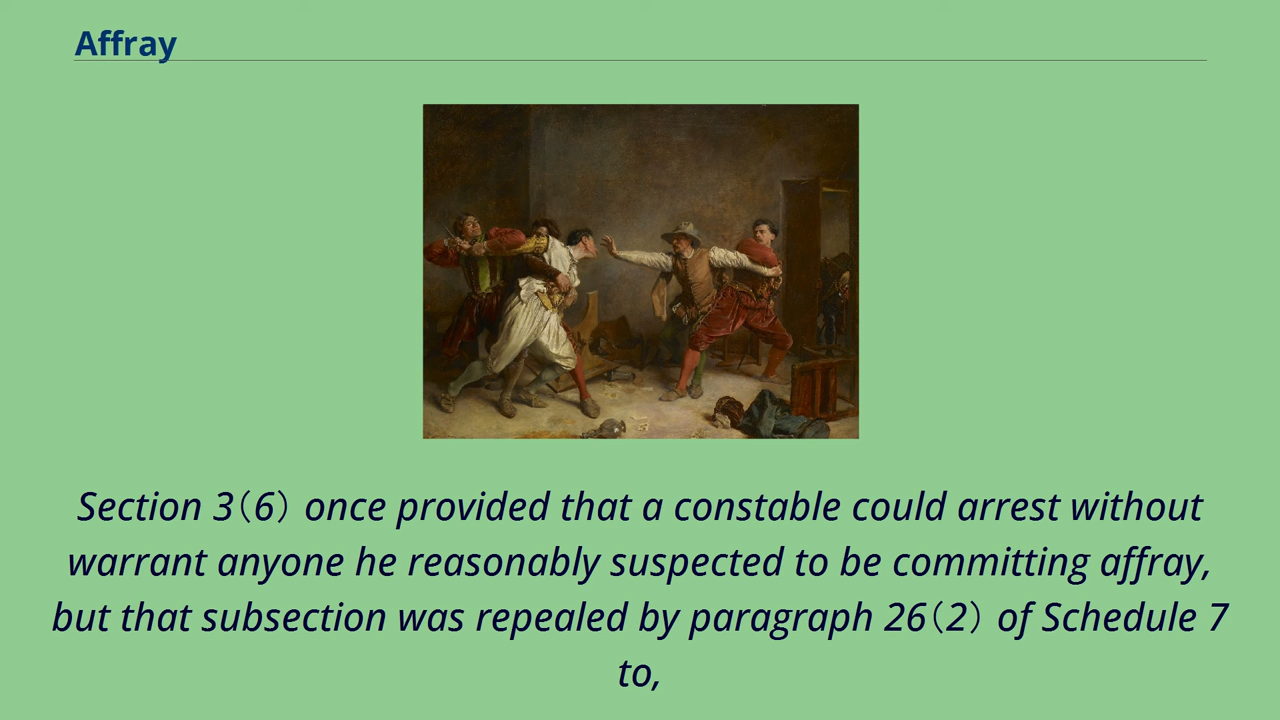 Affray
Section 3（6） once provided that a constable could arrest without
warrant anyone he reasonably suspected to be committing affray,
but that subsection was repealed by paragraph 26（2） of Schedule 7
to,